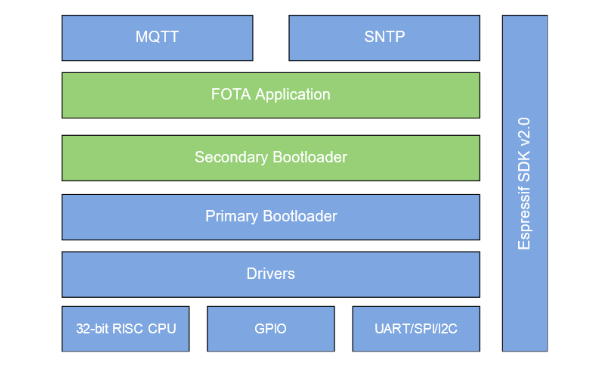 MQTT
SNTP
FOTA Application
Secondary Bootloader
Primary Bootloader
Drivers
32-bit RISC CPU
GPIO
UART/SPI/I2C
Espressif SDK v2.0